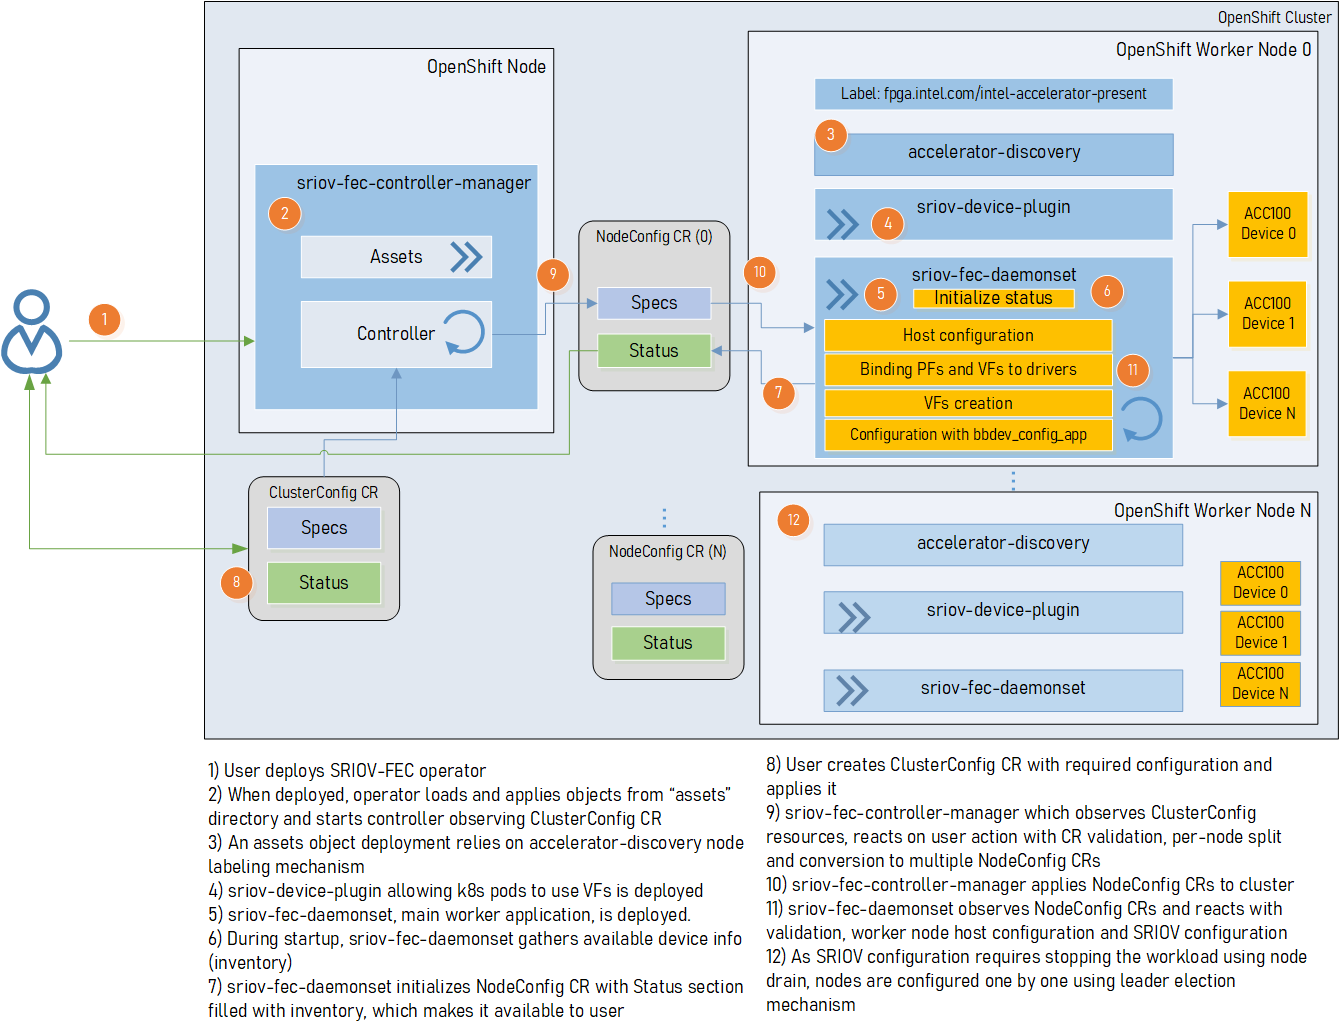 OpenShift Cluster
OpenShift Node
sriov-fec-controller-manager
2
Assets
Controller
1
9
NodeConfig CR (0)
Specs
Status
10
7
OpenShift Worker Node 0
Label: fpga.intel.com/intel-accelerator-present
3
accelerator-discovery
sriov-device-plugin
4
sriov-fec-daemonset
5
Initialize status
6
Host configuration
Binding PFs and VFs to drivers
11
VFs creation
Configuration with bbdev_config_app
ACC100
Device 0
ACC100
Device 1
ACC100
Device N
ClusterConfig CR
Specs
Status
8
NodeConfig CR (N)
Specs
Status
OpenShift Worker Node N
12
accelerator-discovery
sriov-device-plugin
sriov-fec-daemonset
ACC100
Device 0
ACC100
Device 1
ACC100
Device N
1) User deploys SRIOV-FEC operator
2) When deployed, operator loads and applies objects from “assets”
directory and starts controller observing ClusterConfig CR
3) An assets object deployment relies on accelerator-discovery node
labeling mechanism
4) sriov-device-plugin allowing k8s pods to use VFs is deployed
5) sriov-fec-daemonset, main worker application, is deployed.
6) During startup, sriov-fec-daemonset gathers available device info
(inventory)
7) sriov-fec-daemonset initializes NodeConfig CR with Status section
filled with inventory, which makes it available to user
8) User creates ClusterConfig CR with required configuration and
applies it
9) sriov-fec-controller-manager which observes ClusterConfig
resources, reacts on user action with CR validation, per-node split
and conversion to multiple NodeConfig CRs
10) sriov-fec-controller-manager applies NodeConfig CRs to cluster
11) sriov-fec-daemonset observes NodeConfig CRs and reacts with
validation, worker node host configuration and SRIOV configuration
12) As SRIOV configuration requires stopping the workload using node
drain, nodes are configured one by one using leader election
mechanism